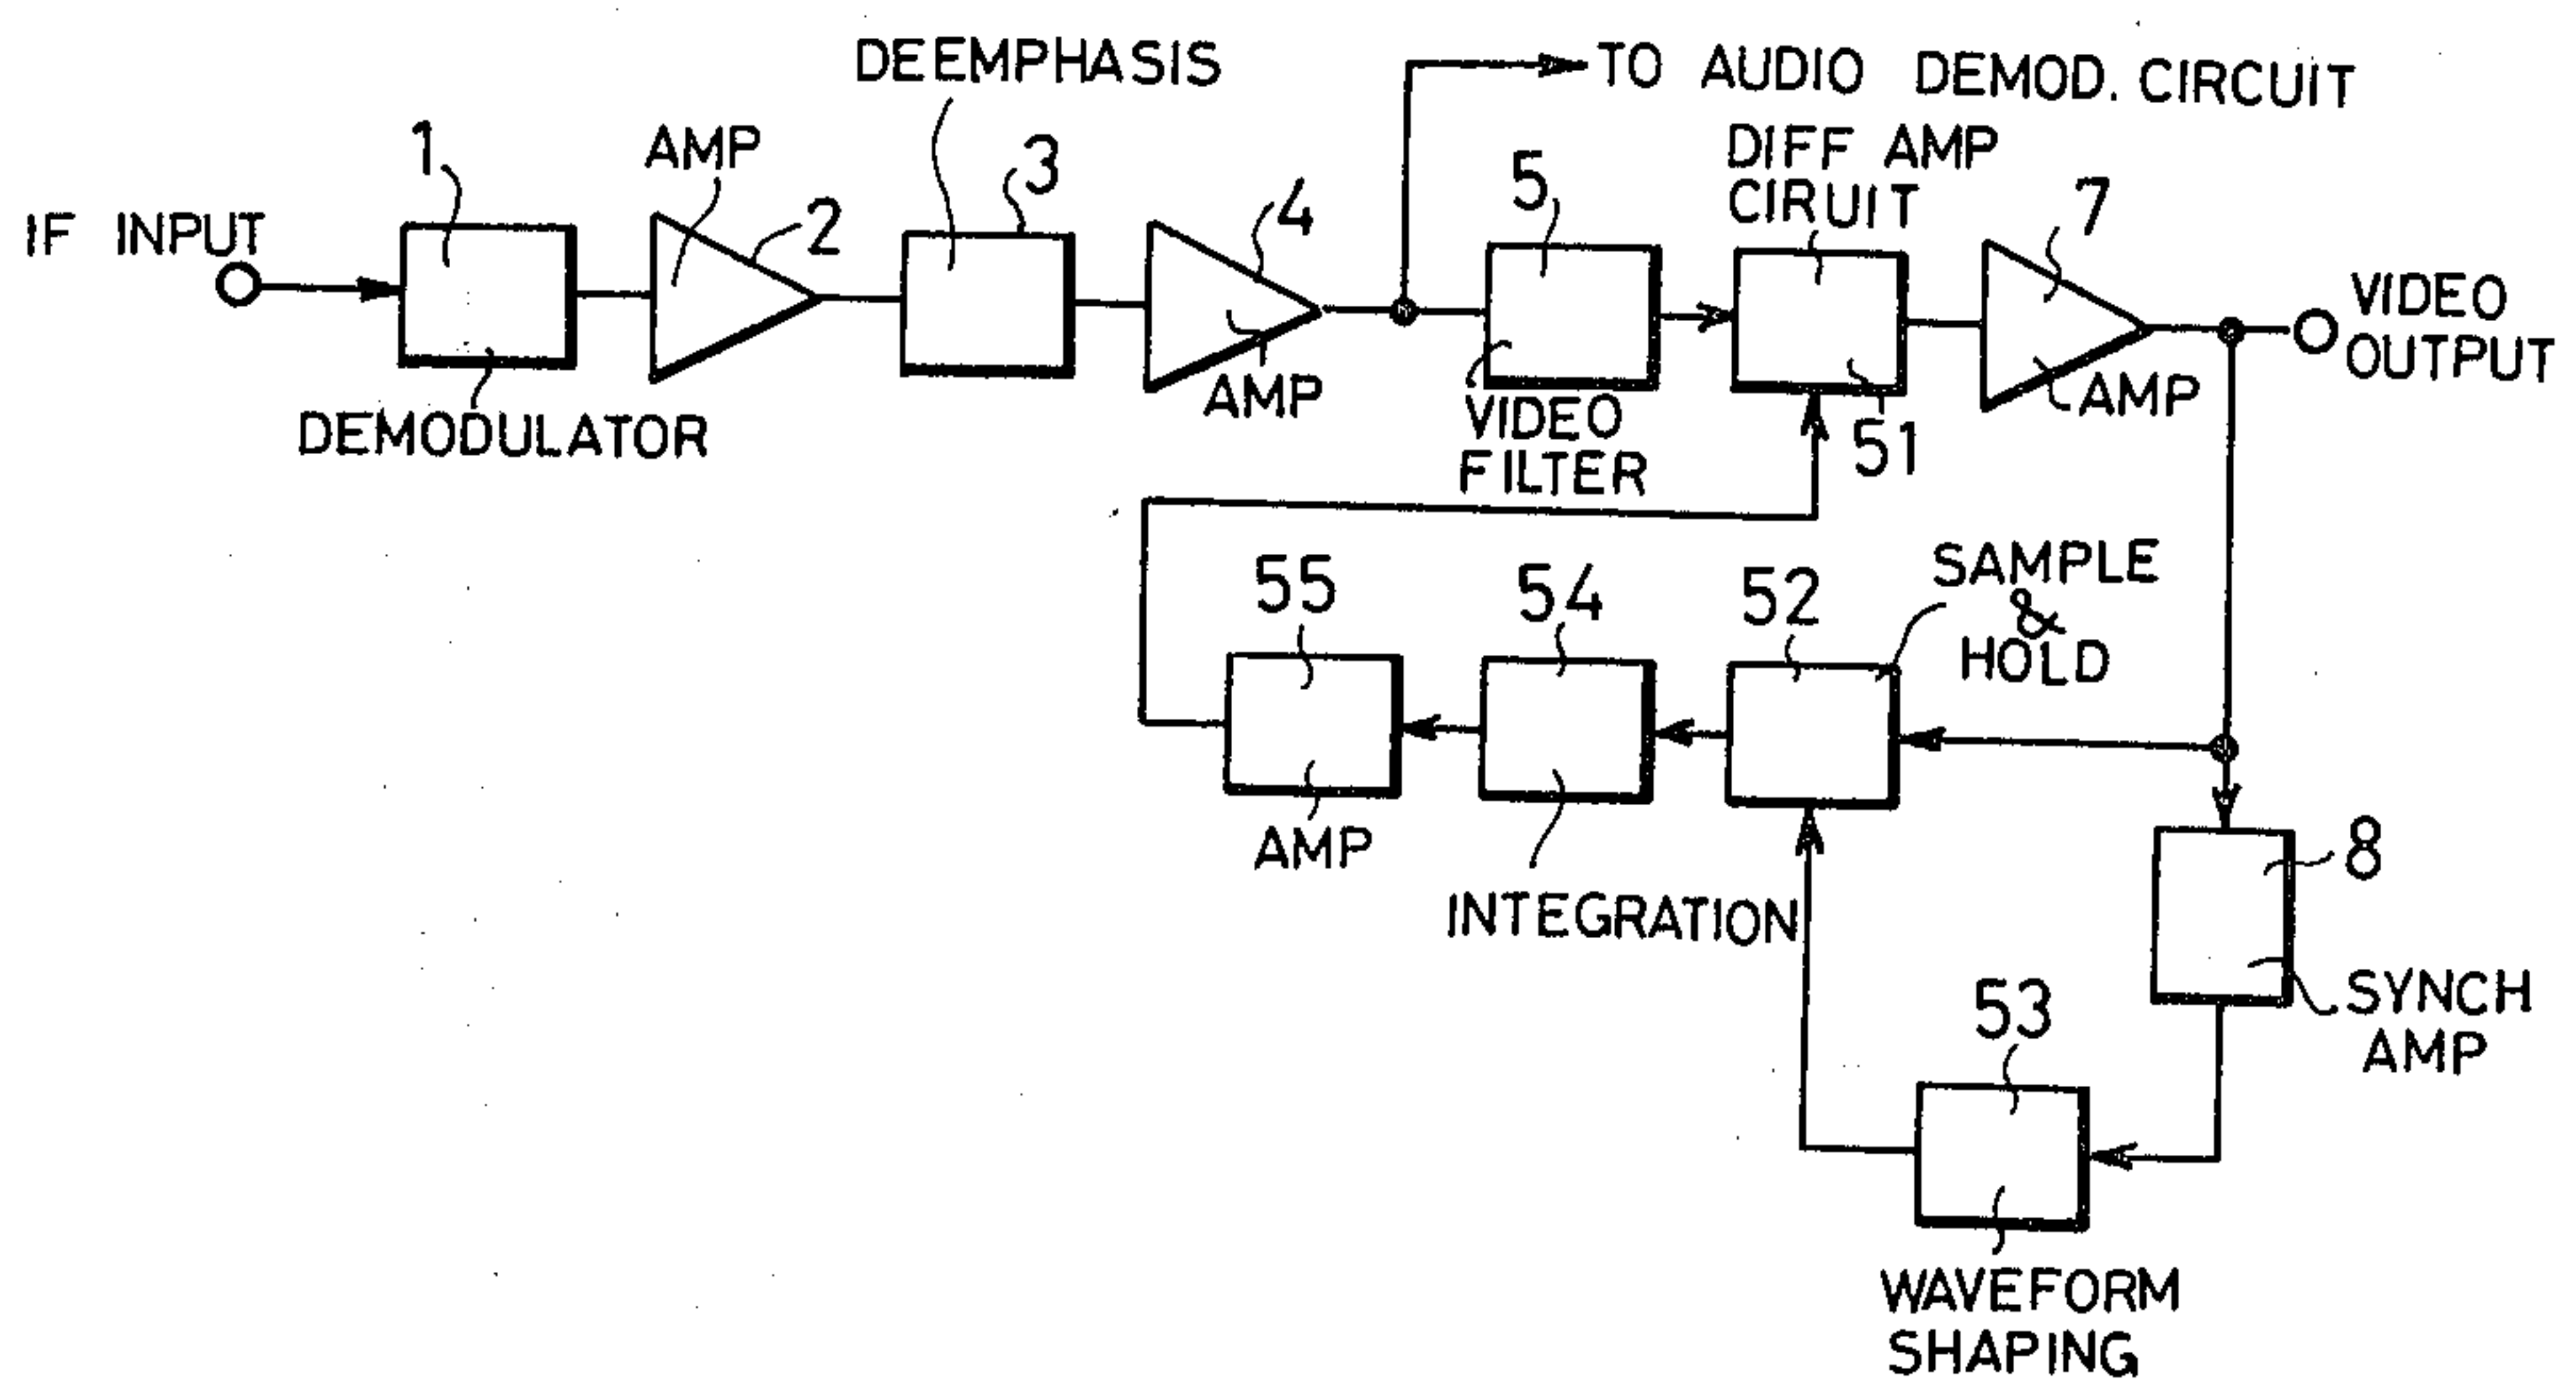 DEEMPHASIS
TO AUDIO DEMOD. CIRCUIT
1
AMP
2
3
4
5
DIFF AMP
CIRUIT
7
IF INPUT
VIDEO
OUTPUT
DEMODULATOR
AMP
VIDEO
FILTER
51
AMP
55
54
52
SAMPLE
&
HOLD
AMP
INTEGRATION
8
SYNCH
AMP
53
WAVEFORM
SHAPING